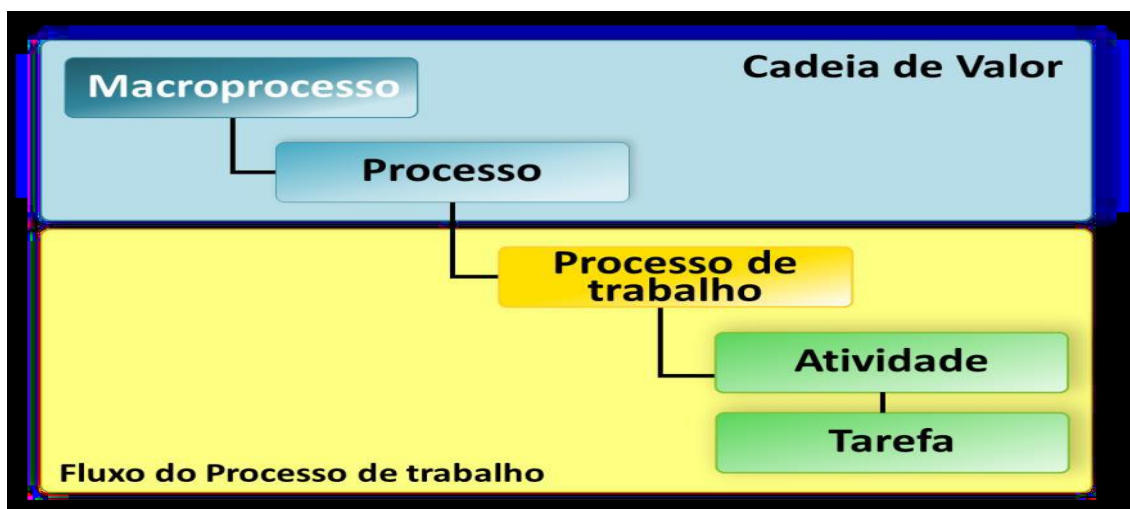 Cadeia de Valor
Macroprocesso
Processo
Processo de
trabalho
Atividade
Tarefa
Fluxo do Processo de trabalho